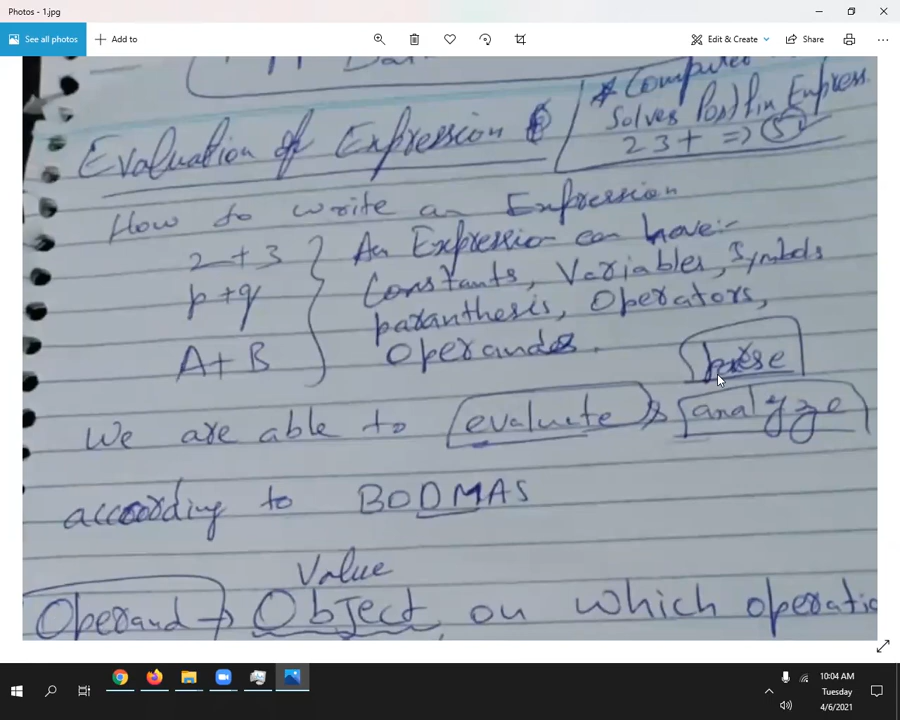 Photos - 1.jpg
See all photos
Add to
Edit & Create
Share
* Computer
Solves Postfin Express
2 3 + => 5
Evaluation of Expression
How to write an Expression
2 + 3
p + q
A + B
An Expression can have:-
Constants, Variables, Symbols
paranthesis, Operators,
Operandes.
parse
We are able to evaluate & analyze
according to BODMAS
Value
Operand → Object, on which operatio
10:04 AM
Tuesday
4/6/2021